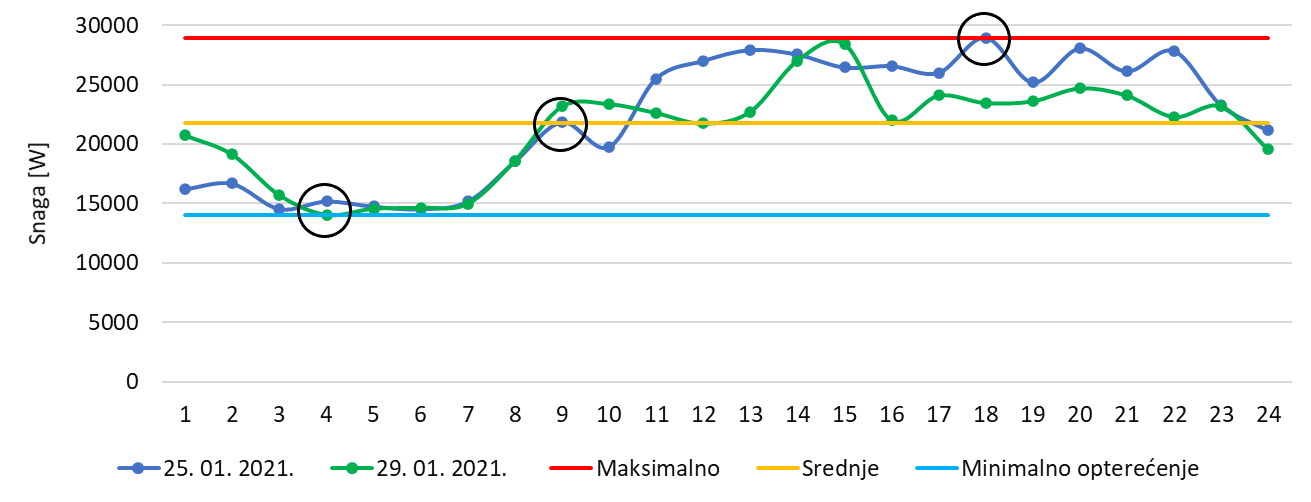 30000
25000
20000
15000
10000
5000
0
Snaga [W]
1 2 3 4 5 6 7 8 9 10 11 12 13 14 15 16 17 18 19 20 21 22 23 24
25. 01. 2021. 29. 01. 2021. Maksimalno Srednje Minimalno opterećenje